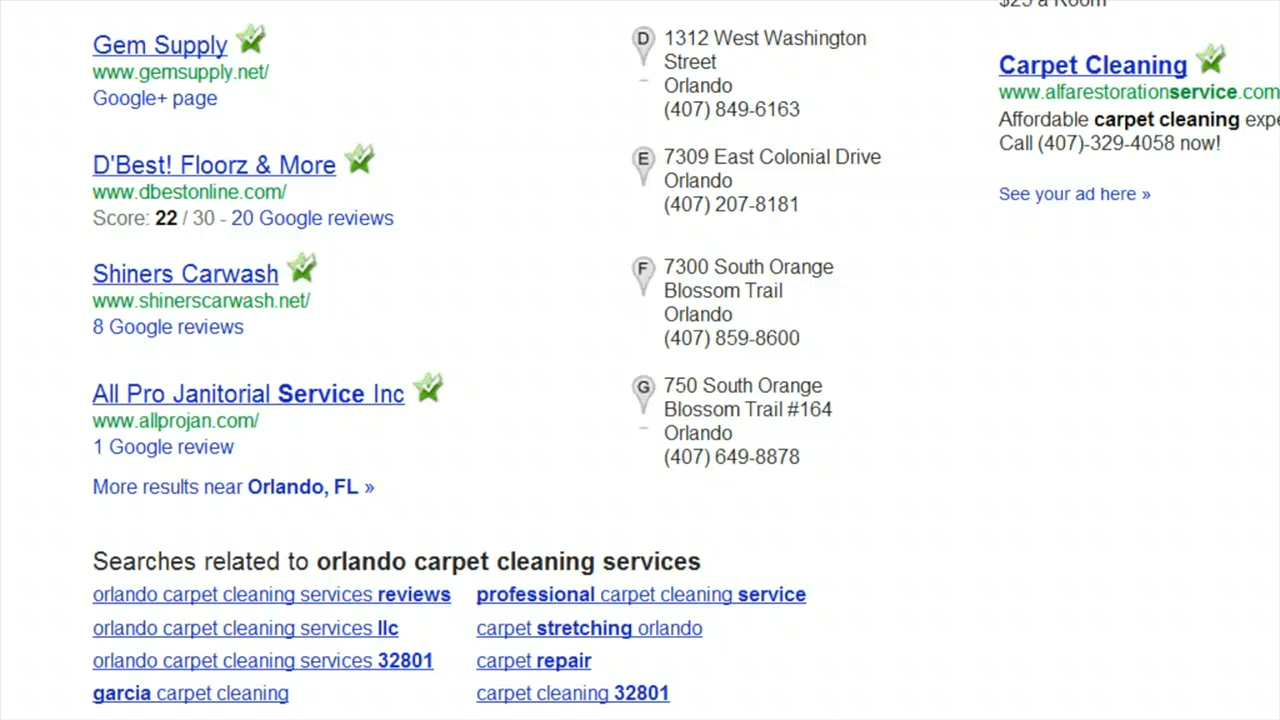 Gem Supply
www.gemsupply.net/
Google+ page
D 1312 West Washington
Street
Orlando
(407) 849-6163
D'Best! Floorz & More
www.dbestonline.com/
Score: 22 / 30 - 20 Google reviews
E 7309 East Colonial Drive
Orlando
(407) 207-8181
Shiners Carwash
www.shinerscarwash.net/
8 Google reviews
F 7300 South Orange
Blossom Trail
Orlando
(407) 859-8600
All Pro Janitorial Service Inc
www.allprojan.com/
1 Google review
G 750 South Orange
Blossom Trail #164
Orlando
(407) 649-8878
More results near Orlando, FL »
Searches related to orlando carpet cleaning services
orlando carpet cleaning services reviews
orlando carpet cleaning services llc
orlando carpet cleaning services 32801
garcia carpet cleaning
professional carpet cleaning service
carpet stretching orlando
carpet repair
carpet cleaning 32801
$25 a Room
Carpet Cleaning
www.alfarestorationservice.com
Affordable carpet cleaning
Call (407)-329-4058 now!
See your ad here »